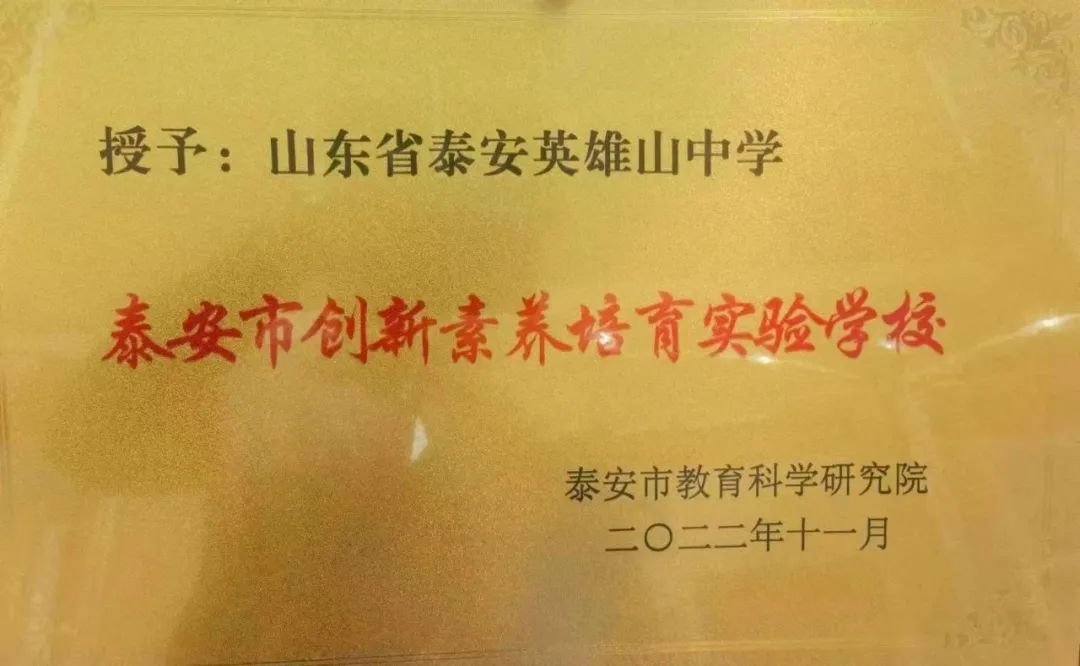 授予：山东省泰安英雄山中学
泰安市创新素养培育实验学校
泰安市教育科学研究院
二〇二二年十一月